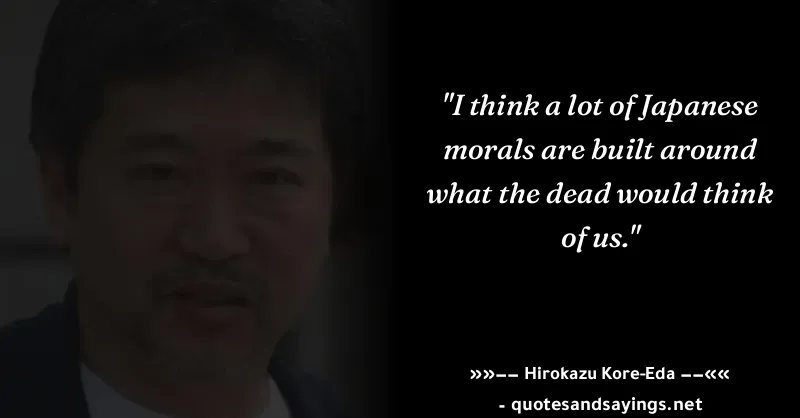 "I think a lot of Japanese
morals are built around
what the dead would think
of us."
»»–– Hirokazu Kore-Eda ––««
- quotesandsayings.net